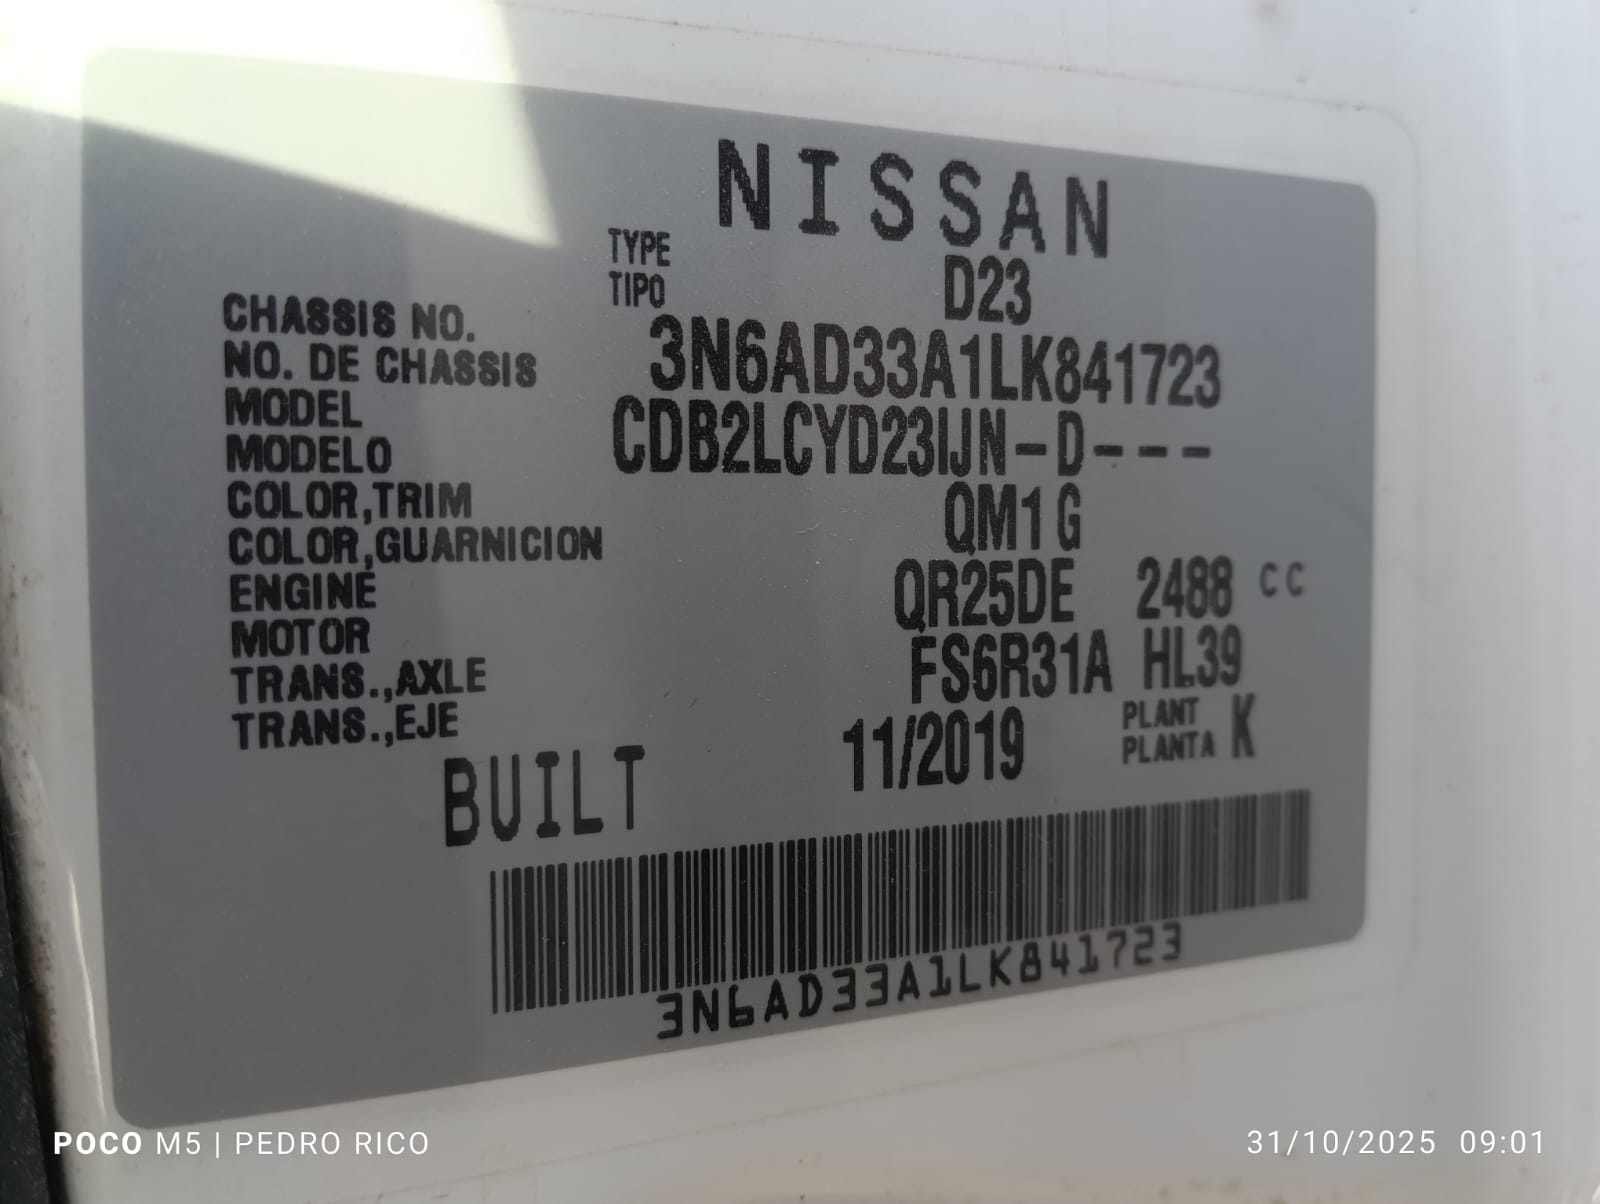 NISSAN
TYPE
TIPO D23
CHASSIS NO.
NO. DE CHASSIS 3N6AD33A1LK841723
MODEL
MODELO CDB2LCYD23IJN-D---
COLOR,TRIM
COLOR,GUARNICION QM1 G
ENGINE
MOTOR QR25DE 2488 CC
TRANS.,AXLE
TRANS.,EJE FS6R31A HL39
BUILT 11/2019 PLANT
PLANTA K
3N6AD33A1LK841723
POCO M5 | PEDRO RICO 31/10/2025 09:01